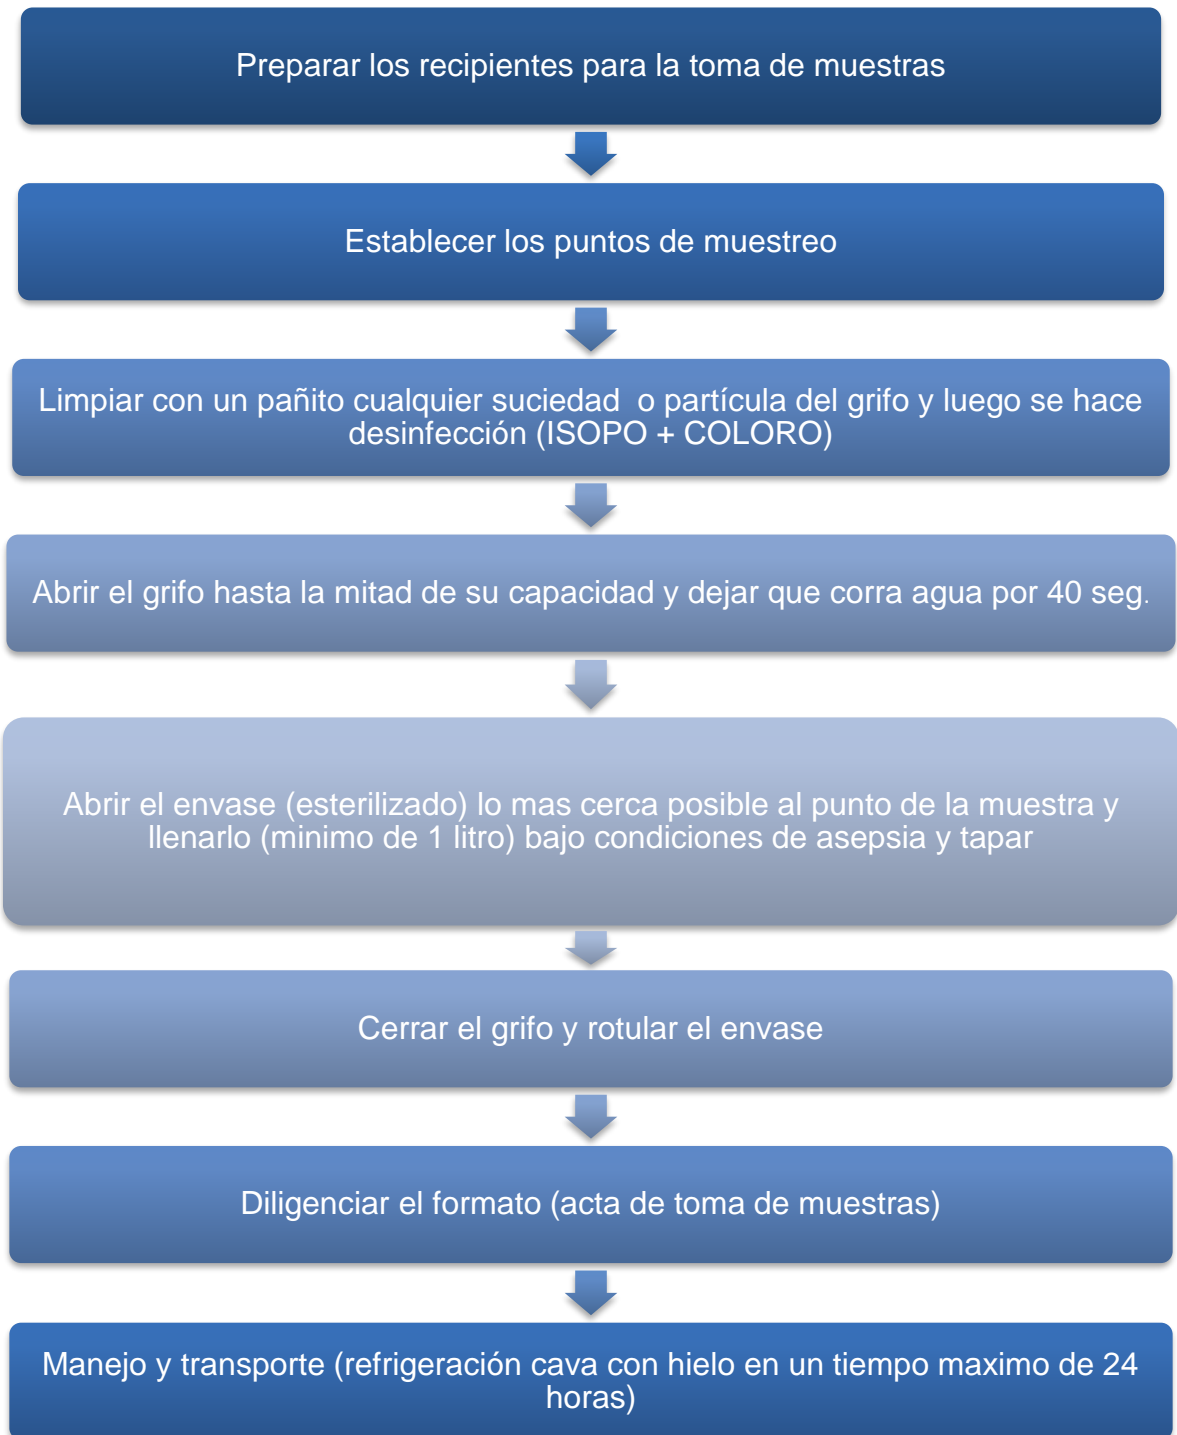 Preparar los recipientes para la toma de muestras
Establecer los puntos de muestreo
Limpiar con un pañito cualquier suciedad  o partícula del grifo y luego se hace
desinfección (ISOPO + COLORO)
Abrir el grifo hasta la mitad de su capacidad y dejar que corra agua por 40 seg.
Abrir el envase (esterilizado) lo mas cerca posible al punto de la muestra y
llenarlo (minimo de 1 litro) bajo condiciones de asepsia y tapar
Cerrar el grifo y rotular el envase
Diligenciar el formato (acta de toma de muestras)
Manejo y transporte (refrigeración cava con hielo en un tiempo maximo de 24
horas)